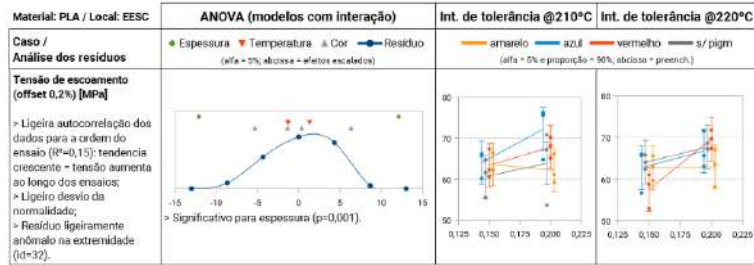 Material: PLA / Local: EESC
ANOVA (modelos com interação)
Int. de tolerância @210ºC
Int. de tolerância @220ºC
Caso /
Análise dos resíduos
Espessura Temperatura Cor Resíduo
(alfa = 5%; abcissa = efeitos escalados)
amarelo azul vermelho s/ pigm
(alfa = 5% e proporção = 90%; abcissa = preench.)
Tensão de escoamento
(offset 0,2%) [MPa]
> Ligeira autocorrelação dos
dados para a ordem do
ensaio (R²=0,15): tendencia
crescente = tensão aumenta
ao longo dos ensaios;
> Ligeiro desvio da
normalidade;
> Resíduo ligeiramente
anômalo na extremidade
(id=32).
-15 -10 -5 0 5 10 15
> Significativo para espessura (p=0,001).
80
70
60
50
0,125 0,150 0,175 0,200 0,225
80
70
60
50
0,125 0,150 0,175 0,200 0,225